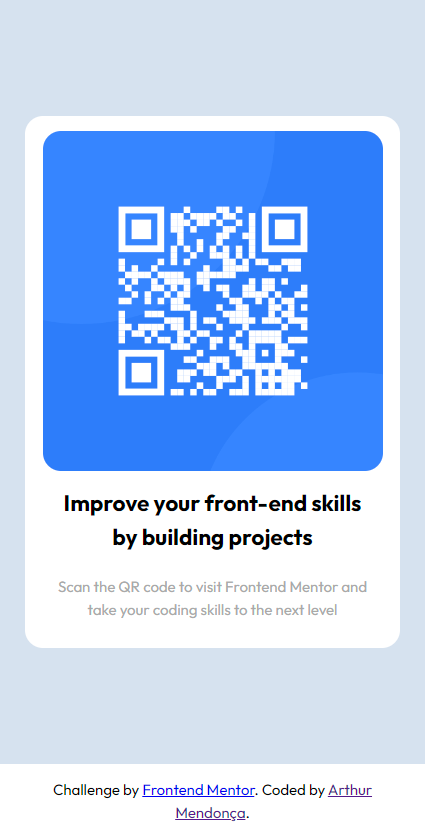 Improve your front-end skills
by building projects
Scan the QR code to visit Frontend Mentor and
take your coding skills to the next level
Challenge by Frontend Mentor. Coded by Arthur
Mendonça.